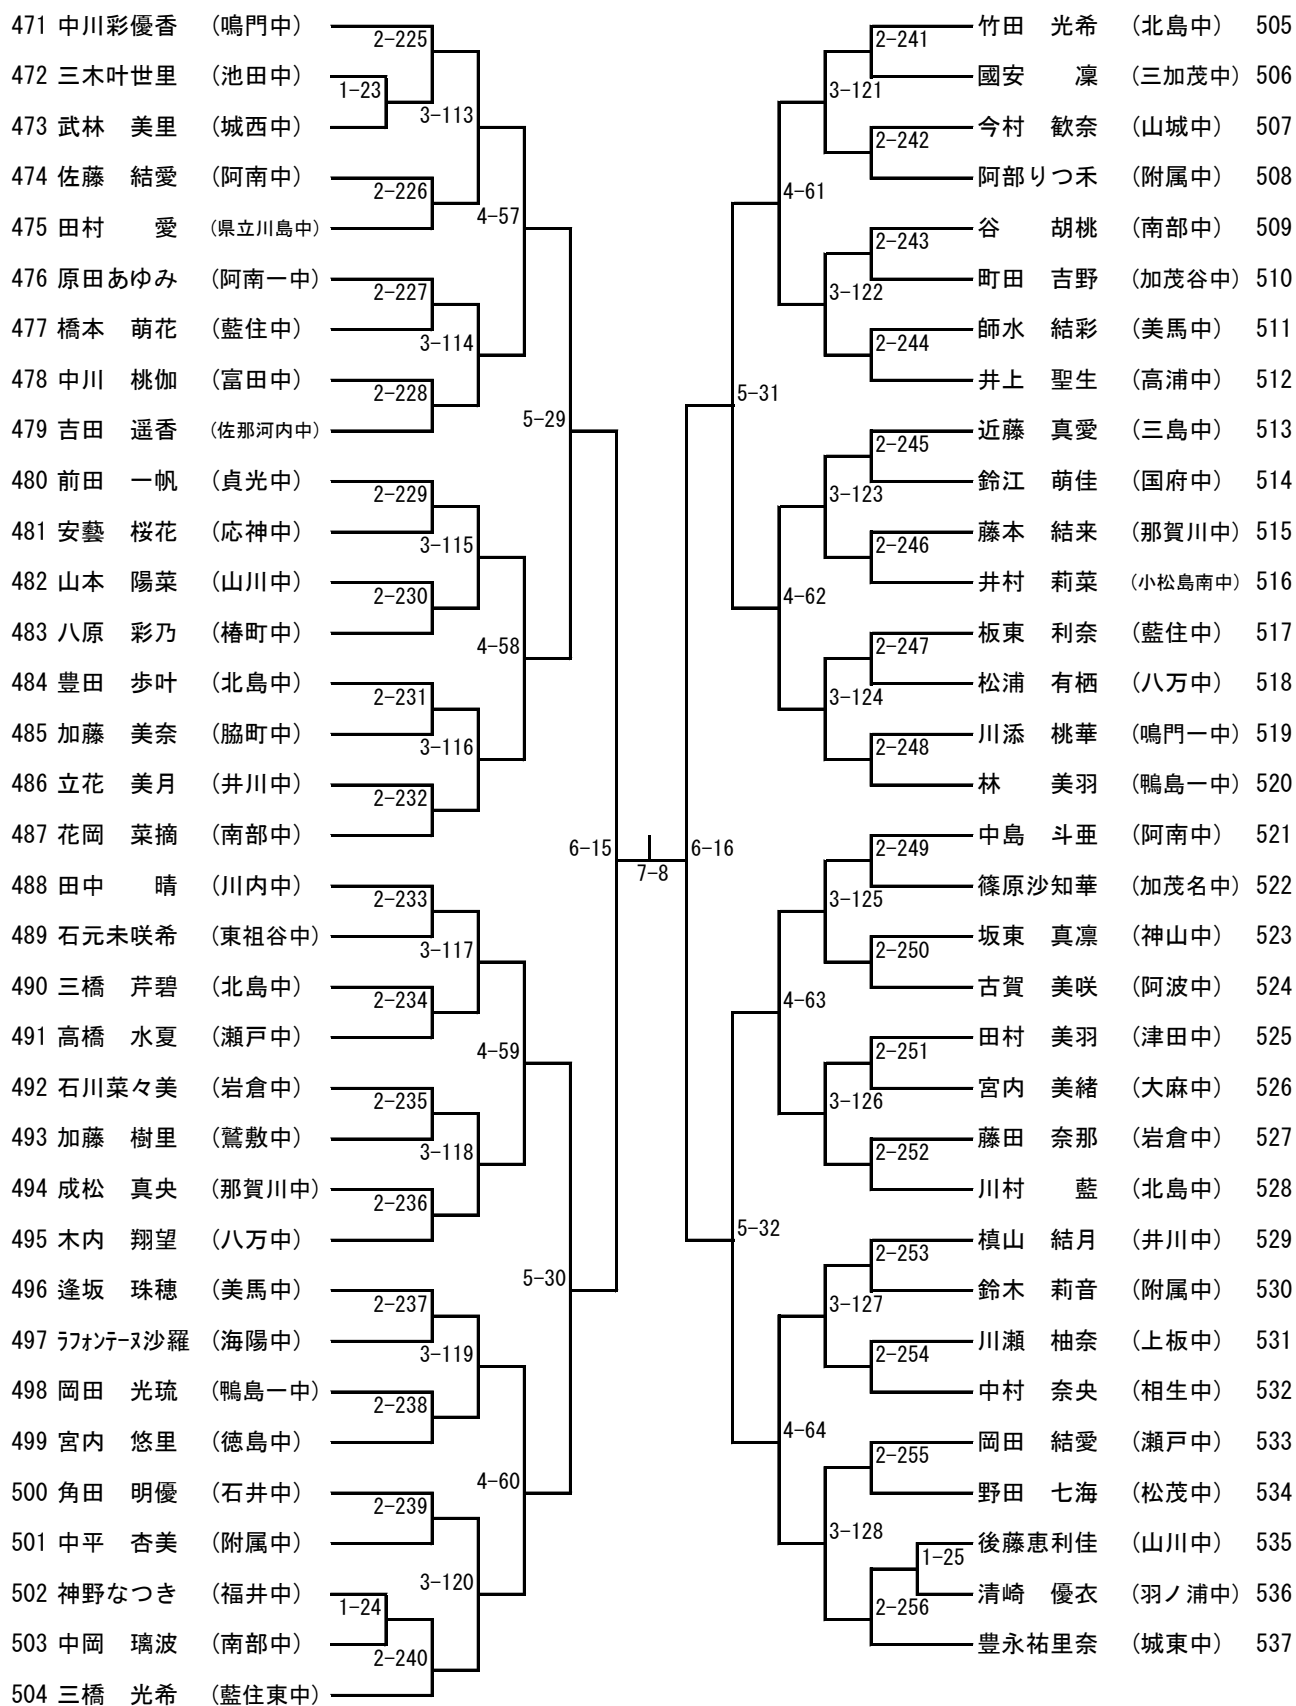 471 中川彩優香 (鳴門中)
472 三木叶世里 (池田中)
473 武林 美里 (城西中)
474 佐藤 結愛 (阿南中)
475 田村 愛 (県立川島中)
476 原田あゆみ (阿南一中)
477 橋本 萌花 (藍住中)
478 中川 桃伽 (富田中)
479 吉田 遥香 (佐那河内中)
480 前田 一帆 (貞光中)
481 安藝 桜花 (応神中)
482 山本 陽菜 (山川中)
483 八原 彩乃 (椿町中)
484 豊田 歩叶 (北島中)
485 加藤 美奈 (脇町中)
486 立花 美月 (井川中)
487 花岡 菜摘 (南部中)
488 田中 晴 (川内中)
489 石元未咲希 (東祖谷中)
490 三橋 芹碧 (北島中)
491 高橋 水夏 (瀬戸中)
492 石川菜々美 (岩倉中)
493 加藤 樹里 (鷲敷中)
494 成松 真央 (那賀川中)
495 木内 翔望 (八万中)
496 逢坂 珠穂 (美馬中)
497 ラフォンテーヌ沙羅 (海陽中)
498 岡田 光琉 (鴨島一中)
499 宮内 悠里 (徳島中)
500 角田 明優 (石井中)
501 中平 杏美 (附属中)
502 神野なつき (福井中)
503 中岡 璃波 (南部中)
504 三橋 光希 (藍住東中)
1-23
1-24
2-225
2-226
2-227
2-228
2-229
2-230
2-231
2-232
2-233
2-234
2-235
2-236
2-237
2-238
2-239
2-240
3-113
3-114
3-115
3-116
3-117
3-118
3-119
3-120
4-57
4-58
4-59
4-60
5-29
5-30
6-15
7-8
6-16
5-31
5-32
4-61
4-62
4-63
4-64
3-121
3-122
3-123
3-124
3-125
3-126
3-127
3-128
2-241
2-242
2-243
2-244
2-245
2-246
2-247
2-248
2-249
2-250
2-251
2-252
2-253
2-254
2-255
2-256
1-25
竹田 光希 (北島中) 505
國安 凜 (三加茂中) 506
今村 歓奈 (山城中) 507
阿部りつ禾 (附属中) 508
谷 胡桃 (南部中) 509
町田 吉野 (加茂谷中) 510
師水 結彩 (美馬中) 511
井上 聖生 (高浦中) 512
近藤 真愛 (三島中) 513
鈴江 萌佳 (国府中) 514
藤本 結来 (那賀川中) 515
井村 莉菜 (小松島南中) 516
板東 利奈 (藍住中) 517
松浦 有栖 (八万中) 518
川添 桃華 (鳴門一中) 519
林 美羽 (鴨島一中) 520
中島 斗亜 (阿南中) 521
篠原沙知華 (加茂名中) 522
坂東 真凛 (神山中) 523
古賀 美咲 (阿波中) 524
田村 美羽 (津田中) 525
宮内 美緒 (大麻中) 526
藤田 奈那 (岩倉中) 527
川村 藍 (北島中) 528
槙山 結月 (井川中) 529
鈴木 莉音 (附属中) 530
川瀬 柚奈 (上板中) 531
中村 奈央 (相生中) 532
岡田 結愛 (瀬戸中) 533
野田 七海 (松茂中) 534
後藤恵利佳 (山川中) 535
清崎 優衣 (羽ノ浦中) 536
豊永祐里奈 (城東中) 537